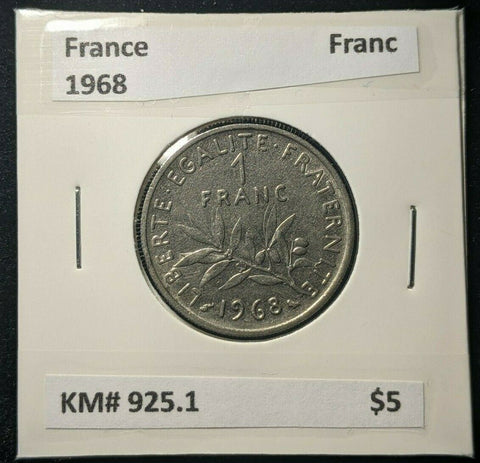 France Franc
1968
LIBERTE·EGALITE·FRATERNITE
1
FRANC
1968
KM# 925.1 $5